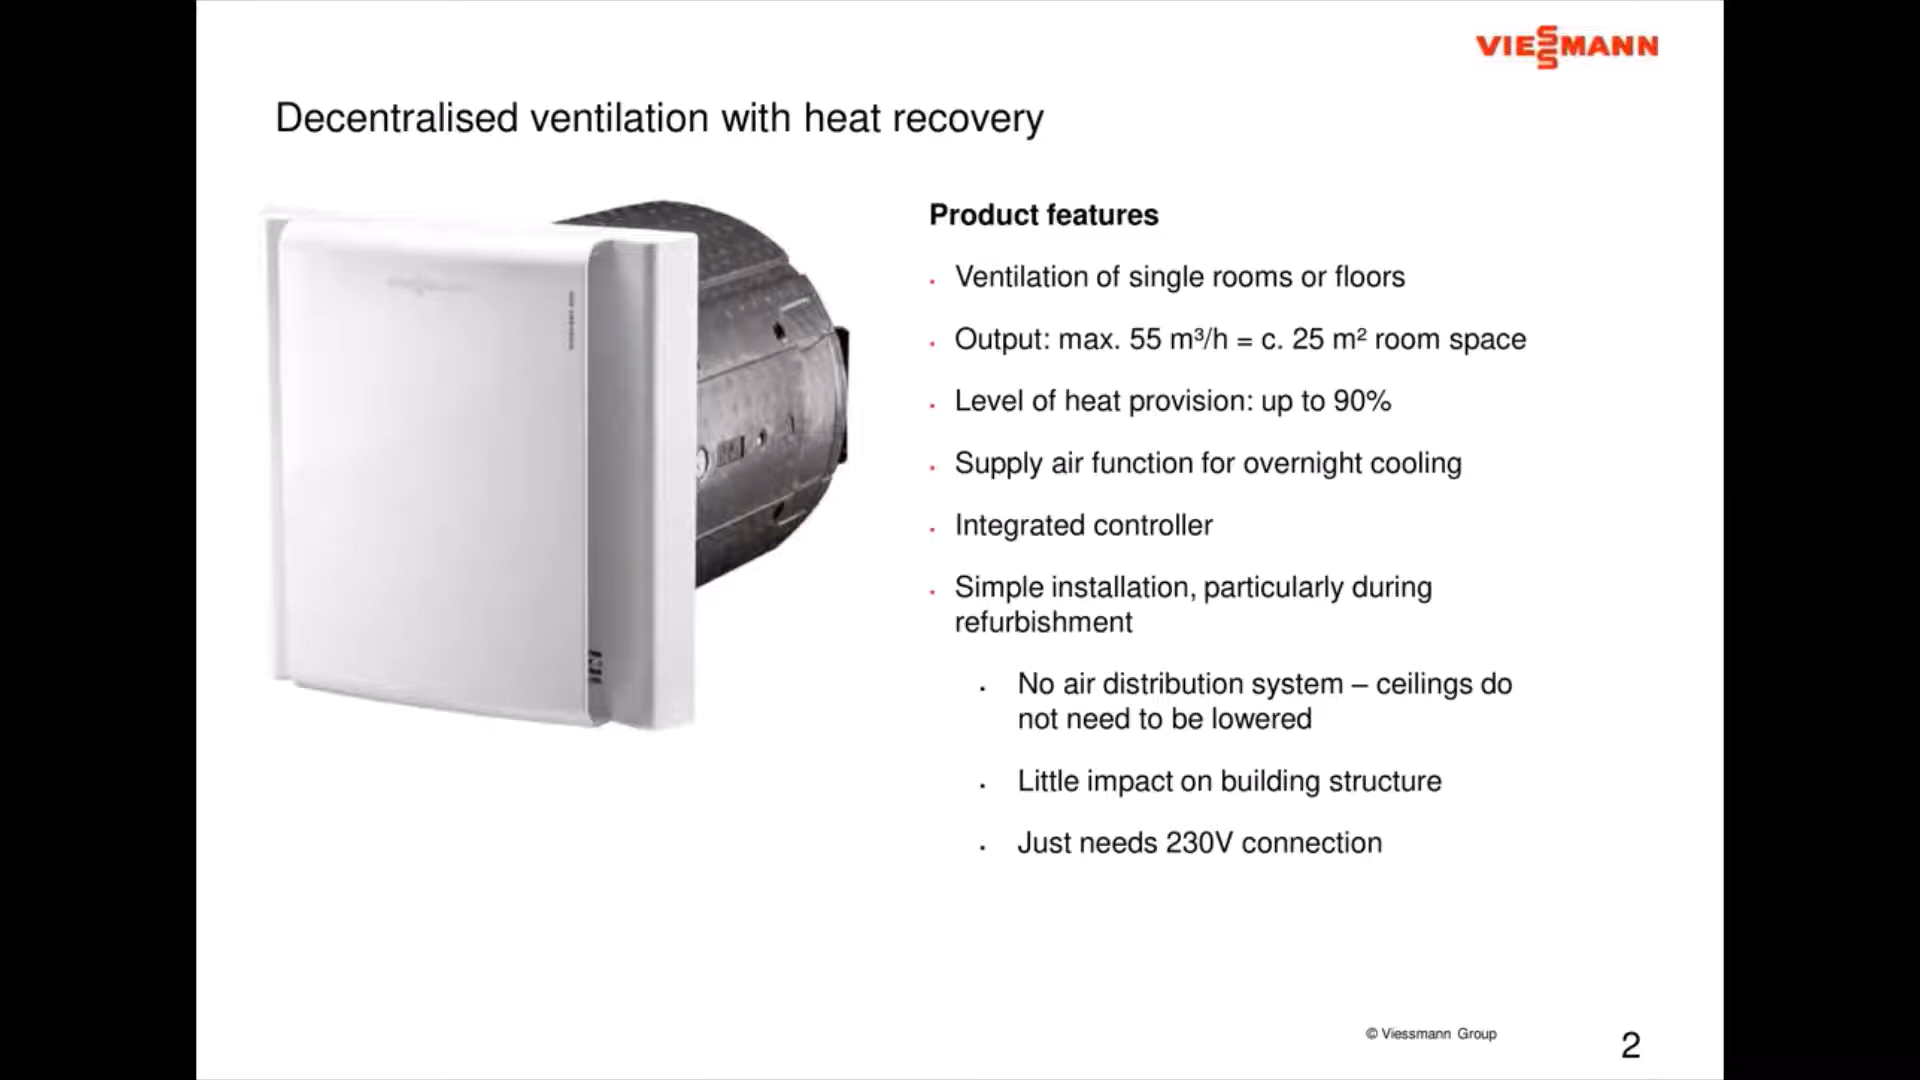 VIESSMANN
Decentralised ventilation with heat recovery
Product features
Ventilation of single rooms or floors
Output: max. 55 m³/h = c. 25 m² room space
Level of heat provision: up to 90%
Supply air function for overnight cooling
Integrated controller
Simple installation, particularly during
refurbishment
No air distribution system – ceilings do
not need to be lowered
Little impact on building structure
Just needs 230V connection
© Viessmann Group
2